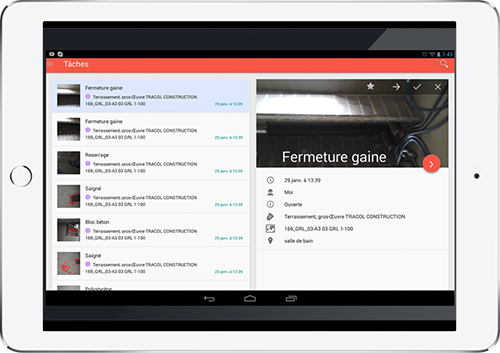 1:43
Tâches
Fermeture gaine
Terrassement, gros-Œuvre TRACOL CONSTRUCTION
169_GRL_03-A3 03 GRL 1-100
29 janv. à 13:39
Fermeture gaine
Terrassement, gros-Œuvre TRACOL CONSTRUCTION
169_GRL_03-A3 03 GRL 1-100
29 janv. à 13:39
Reserrage
Terrassement, gros-Œuvre TRACOL CONSTRUCTION
169_GRL_03-A3 03 GRL 1-100
29 janv. à 13:39
Saigné
Terrassement, gros-Œuvre TRACOL CONSTRUCTION
169_GRL_03-A3 03 GRL 1-100
29 janv. à 13:39
Bloc béton
Terrassement, gros-Œuvre TRACOL CONSTRUCTION
169_GRL_03-A3 03 GRL 1-100
29 janv. à 13:39
Saigné
Terrassement, gros-Œuvre TRACOL CONSTRUCTION
169_GRL_03-A3 03 GRL 1-100
29 janv. à 13:39
Fermeture gaine
29 janv. à 13:39
Moi
Ouverte
Terrassement, gros-Œuvre TRACOL CONSTRUCTION
169_GRL_03-A3 03 GRL 1-100
salle de bain